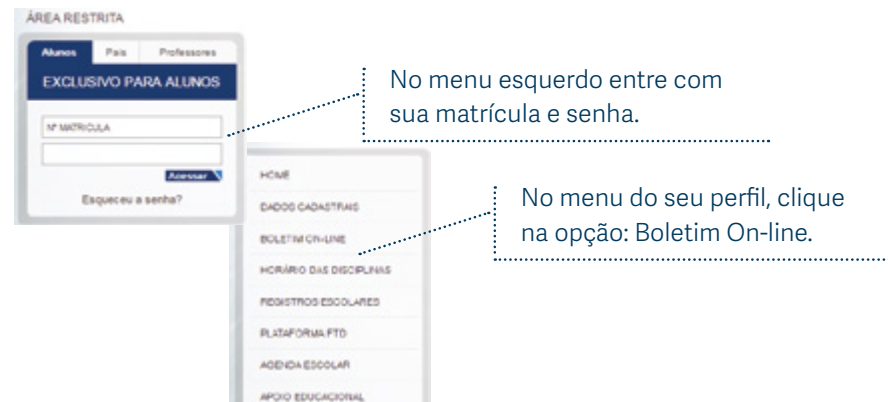 ÁREA RESTRITA
Alunos Pais Professores
EXCLUSIVO PARA ALUNOS
Nº MATRICULA
Acessar
Esqueceu a senha?
No menu esquerdo entre com
sua matrícula e senha.
HOME
DADOS CADASTRAIS
BOLETIM ON-LINE
HORÁRIO DAS DISCIPLINAS
REGISTROS ESCOLARES
PLATAFORMA FTD
AGENDA ESCOLAR
APOIO EDUCACIONAL
No menu do seu perfil, clique
na opção: Boletim On-line.